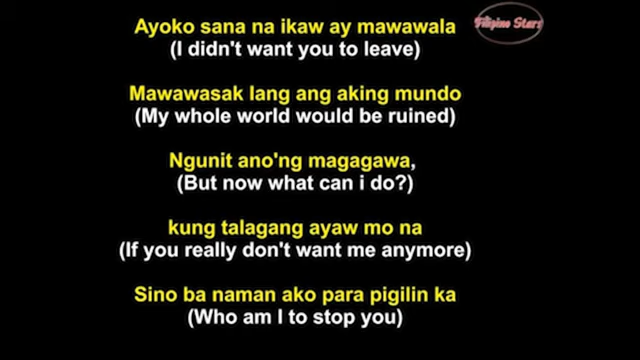 Ayoko sana na ikaw ay mawawala
(I didn't want you to leave)
Filipino Stars
Mawawasak lang ang aking mundo
(My whole world would be ruined)
Ngunit ano'ng magagawa,
(But now what can i do?)
kung talagang ayaw mo na
(If you really don't want me anymore)
Sino ba naman ako para pigilin ka
(Who am I to stop you)